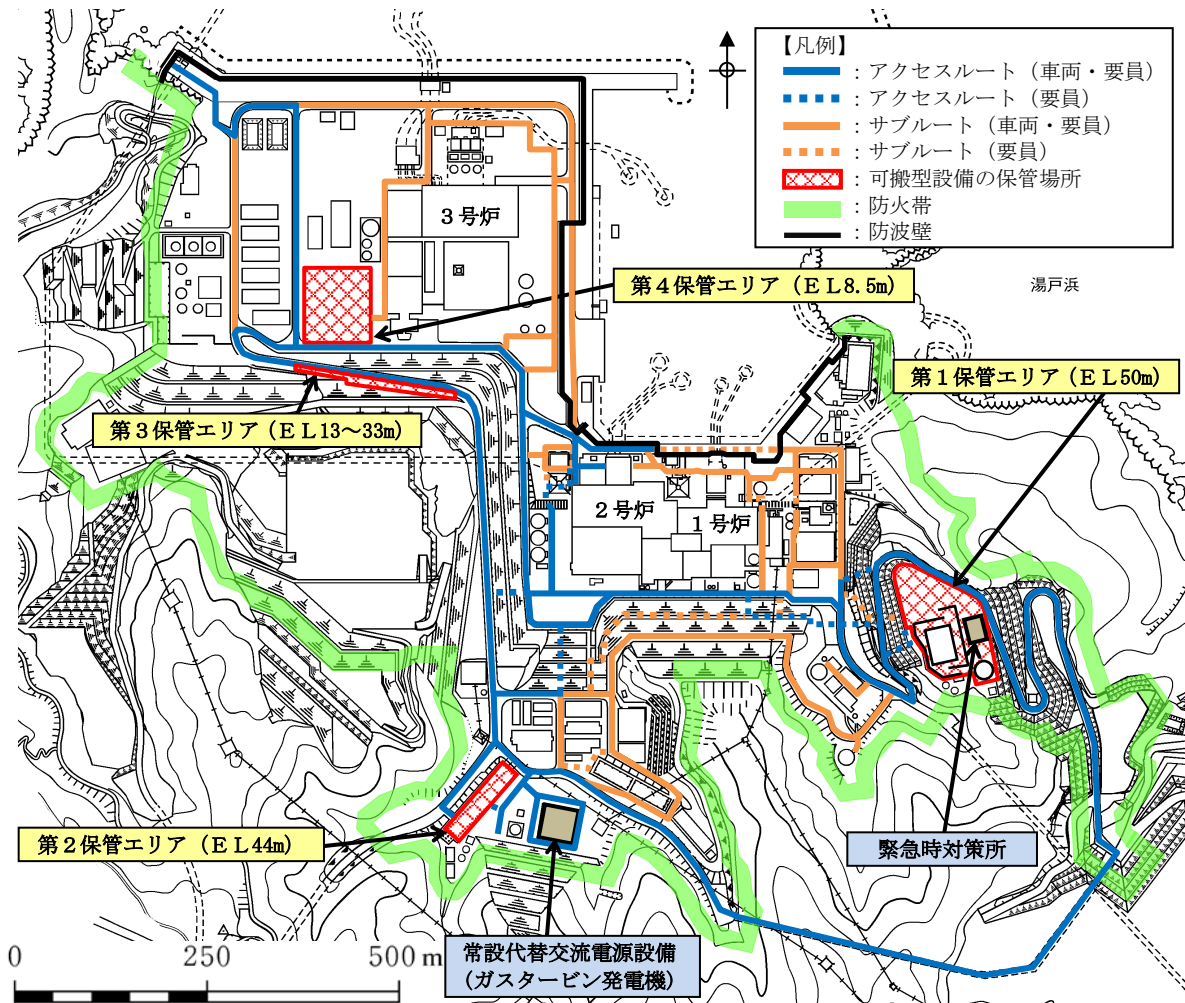 【凡例】
：アクセスルート（車両・要員）
：アクセスルート（要員）
：サブルート（車両・要員）
：サブルート（要員）
：可搬型設備の保管場所
：防火帯
：防波壁
3号炉
第4保管エリア（EL8.5m）
湯戸浜
第1保管エリア（EL50m）
第3保管エリア（EL13～33m）
2号炉
1号炉
第2保管エリア（EL44m）
緊急時対策所
常設代替交流電源設備
(ガスタービン発電機)
0 250 500 m